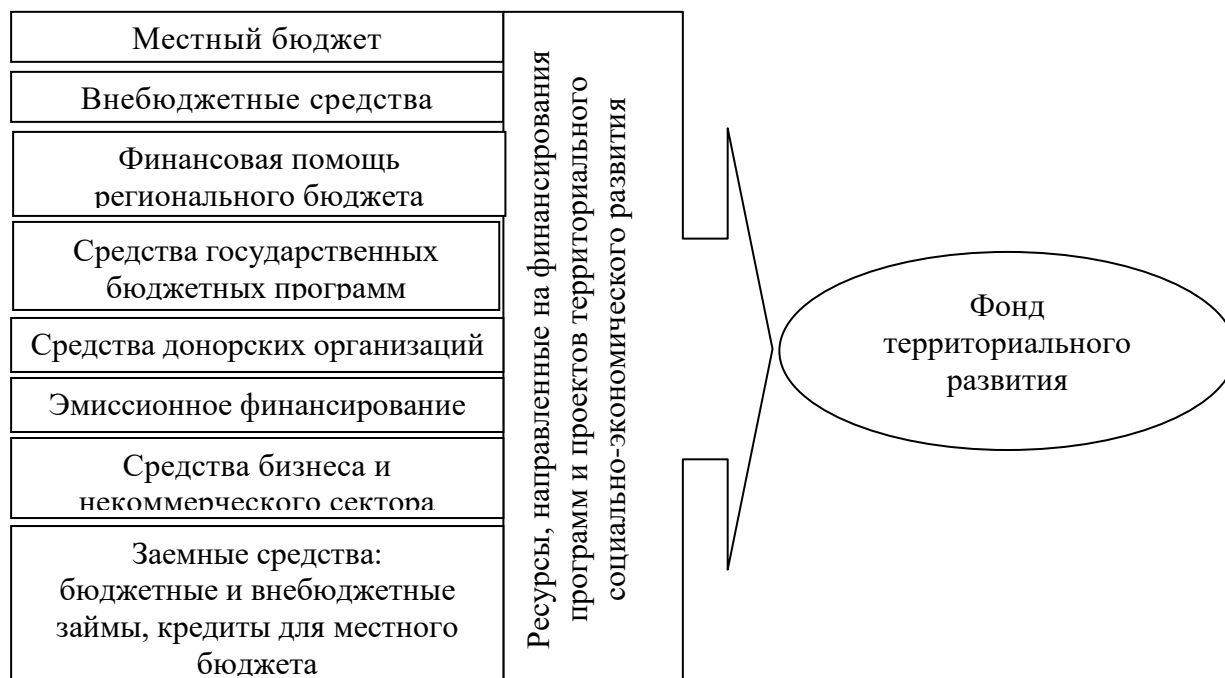 Местный бюджет
Внебюджетные средства
Финансовая помощь
регионального бюджета
Средства государственных
бюджетных программ
Средства донорских организаций
Эмиссионное финансирование
Средства бизнеса и
некоммерческого сектора
Заемные средства:
бюджетные и внебюджетные
займы, кредиты для местного
бюджета
Ресурсы, направленные на финансирования
программ и проектов территориального
социально-экономического развития
Фонд
территориального
развития